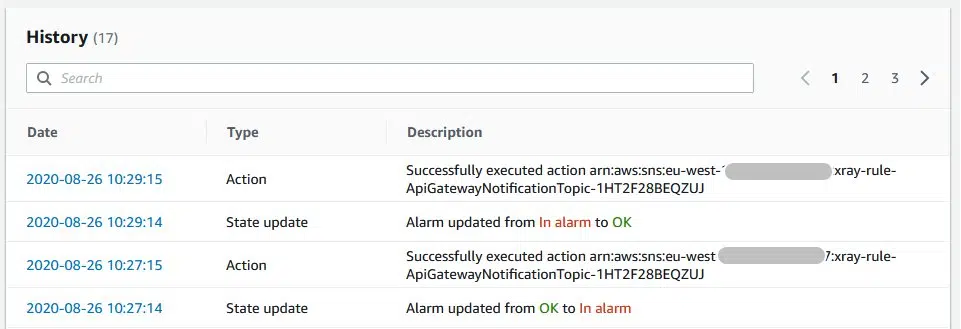 History (17)
Search
1 2 3
Date Type Description
2020-08-26 10:29:15 Action Successfully executed action arn:aws:sns:eu-west-1 :xray-rule-
ApiGatewayNotificationTopic-1HT2F28BEQZUJ
2020-08-26 10:29:14 State update Alarm updated from In alarm to OK
2020-08-26 10:27:15 Action Successfully executed action arn:aws:sns:eu-west 7:xray-rule-
ApiGatewayNotificationTopic-1HT2F28BEQZUJ
2020-08-26 10:27:14 State update Alarm updated from OK to In alarm